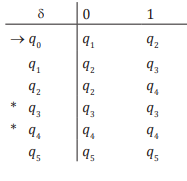 δ 0 1
→ q0 q1 q2
q1 q2 q3
q2 q2 q4
* q3 q3 q3
* q4 q4 q4
q5 q5 q5